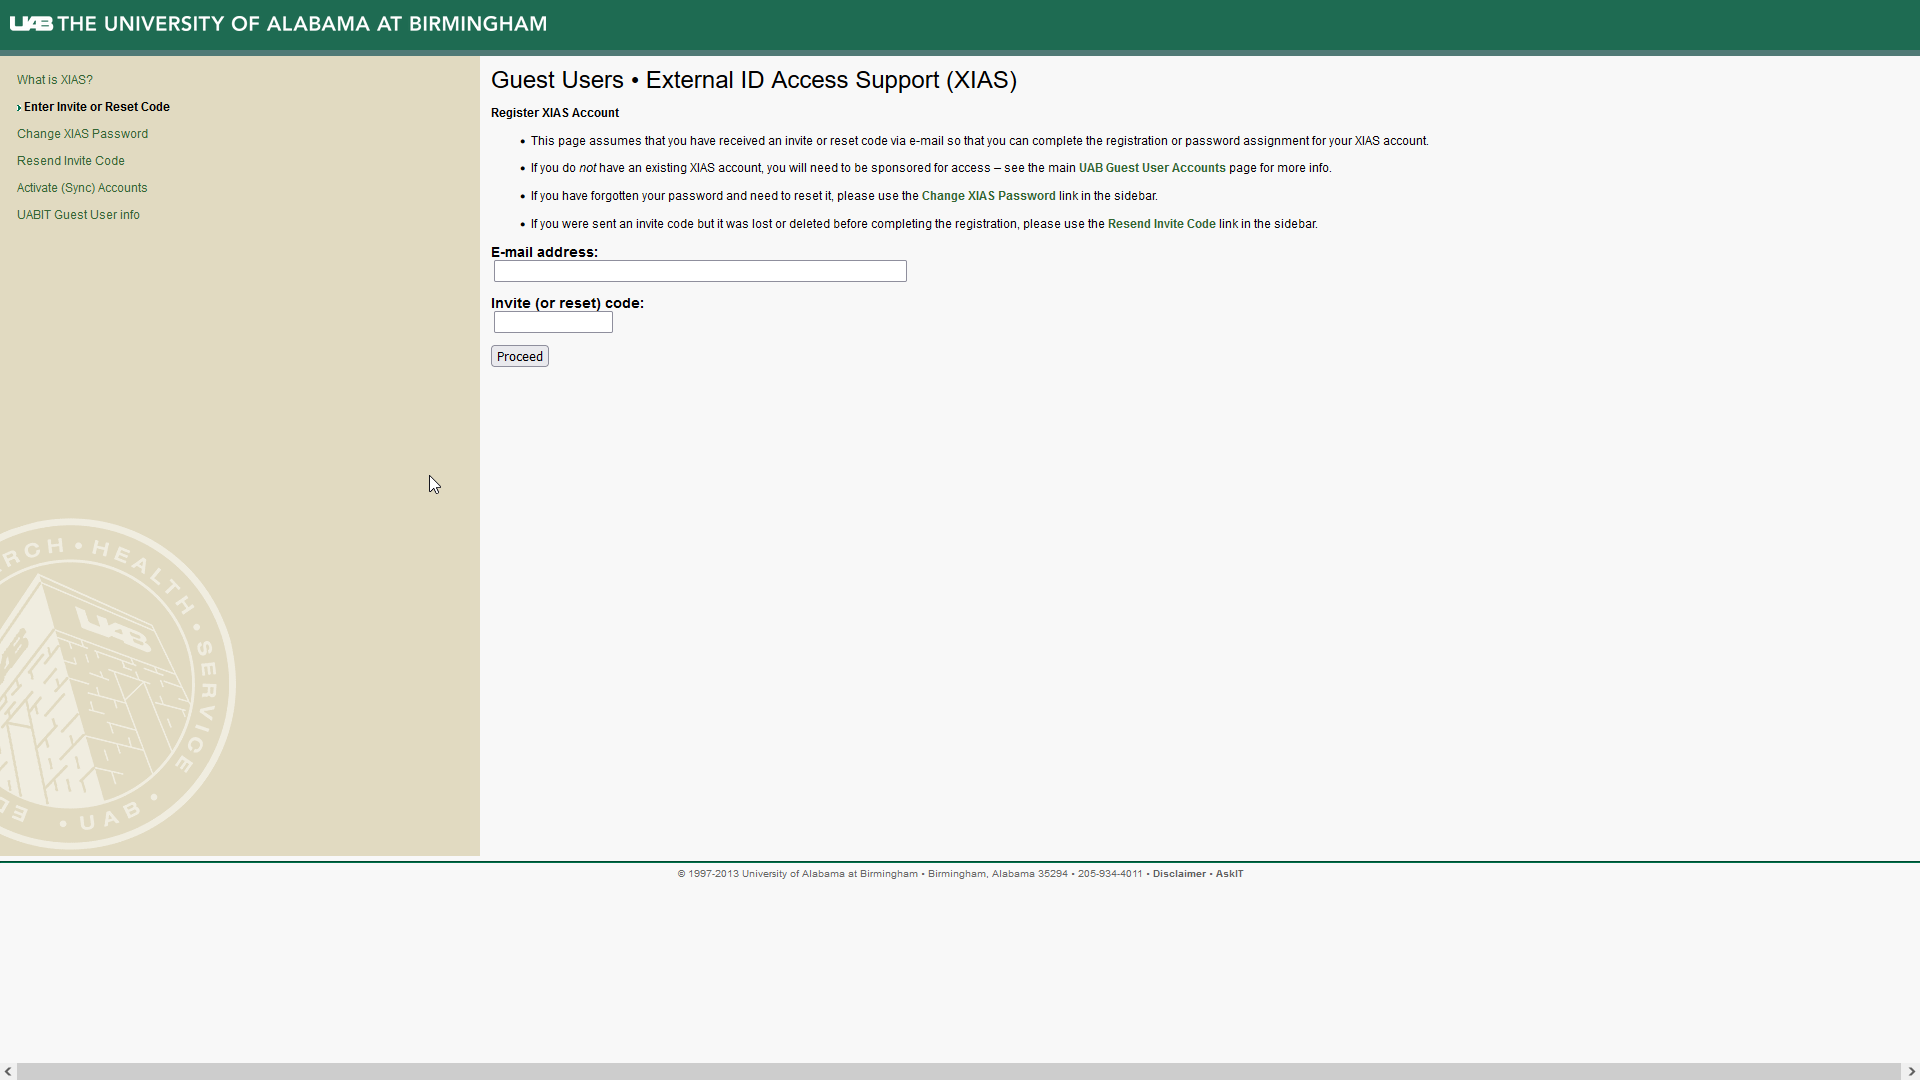 UAB THE UNIVERSITY OF ALABAMA AT BIRMINGHAM
What is XIAS?
› Enter Invite or Reset Code
Change XIAS Password
Resend Invite Code
Activate (Sync) Accounts
UABIT Guest User info
Guest Users • External ID Access Support (XIAS)
Register XIAS Account
• This page assumes that you have received an invite or reset code via e-mail so that you can complete the registration or password assignment for your XIAS account.
• If you do not have an existing XIAS account, you will need to be sponsored for access – see the main UAB Guest User Accounts page for more info.
• If you have forgotten your password and need to reset it, please use the Change XIAS Password link in the sidebar.
• If you were sent an invite code but it was lost or deleted before completing the registration, please use the Resend Invite Code link in the sidebar.
E-mail address:
Invite (or reset) code:
Proceed
RCH • HEALTH • SERVICE
UAB
• UAB •
© 1997-2013 University of Alabama at Birmingham • Birmingham, Alabama 35294 • 205-934-4011 • Disclaimer • AskIT